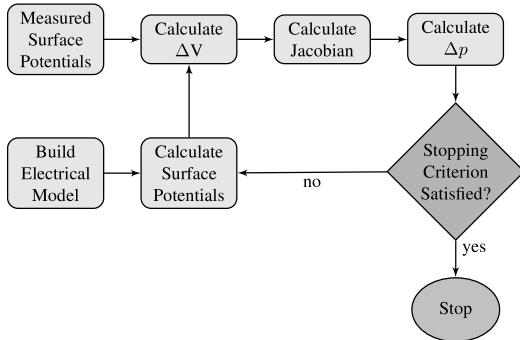 Measured
Surface
Potentials
Calculate
ΔV
Calculate
Jacobian
Calculate
Δp
Build
Electrical
Model
Calculate
Surface
Potentials
no
Stopping
Criterion
Satisfied?
yes
Stop